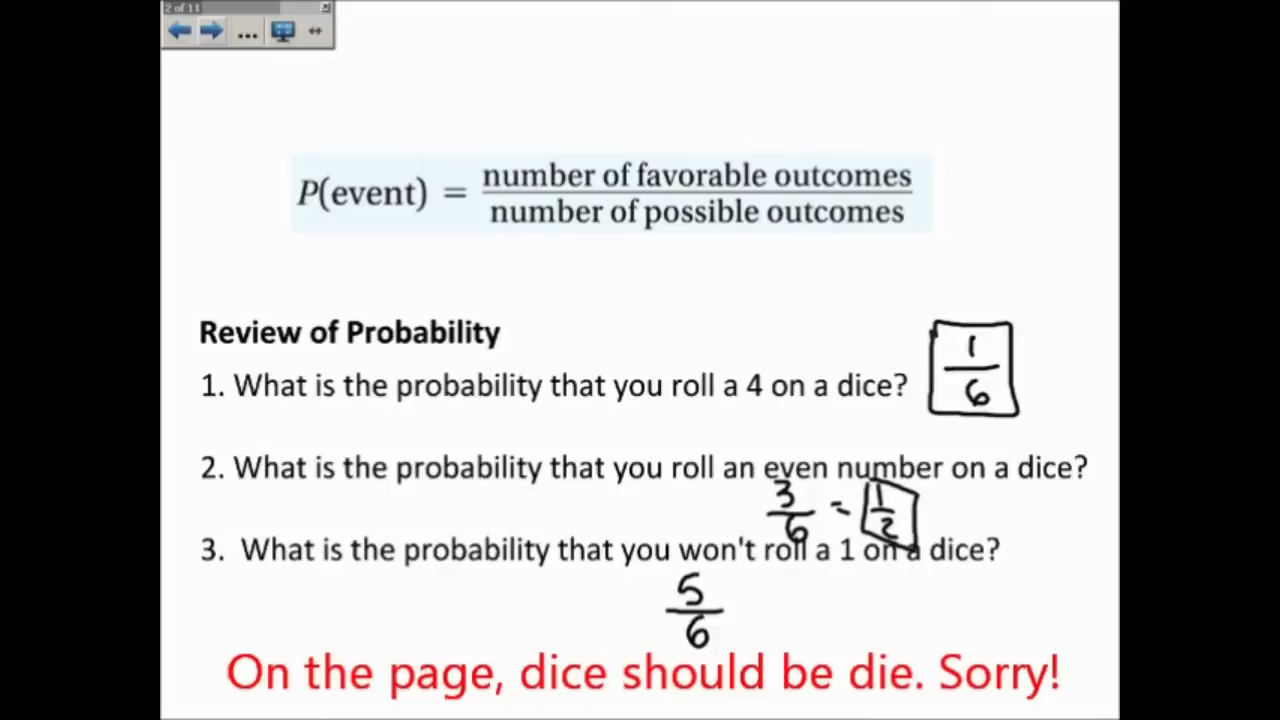 2 of 11
...
P(event) = number of favorable outcomes
number of possible outcomes
Review of Probability
1. What is the probability that you roll a 4 on a dice?
1
6
2. What is the probability that you roll an even number on a dice?
3
6
= 1
2
3. What is the probability that you won't roll a 1 on a dice?
5
6
On the page, dice should be die. Sorry!